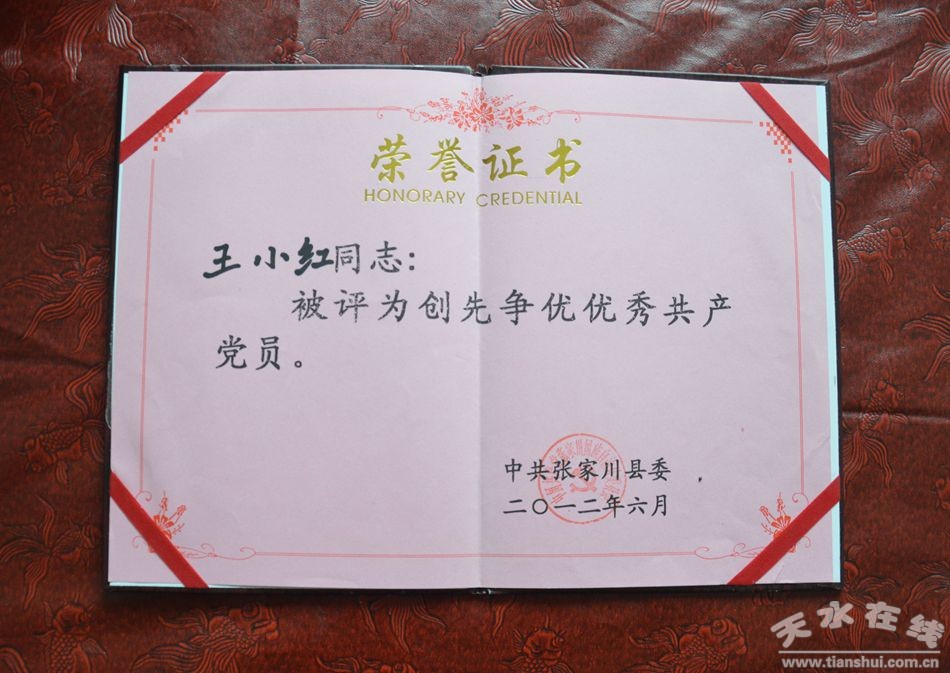 荣誉证书
HONORARY CREDENTIAL
王小红同志：
被评为创先争优优秀共产
党员。
中共张家川县委
二〇一二年六月
天水在线
www.tianshui.com.cn